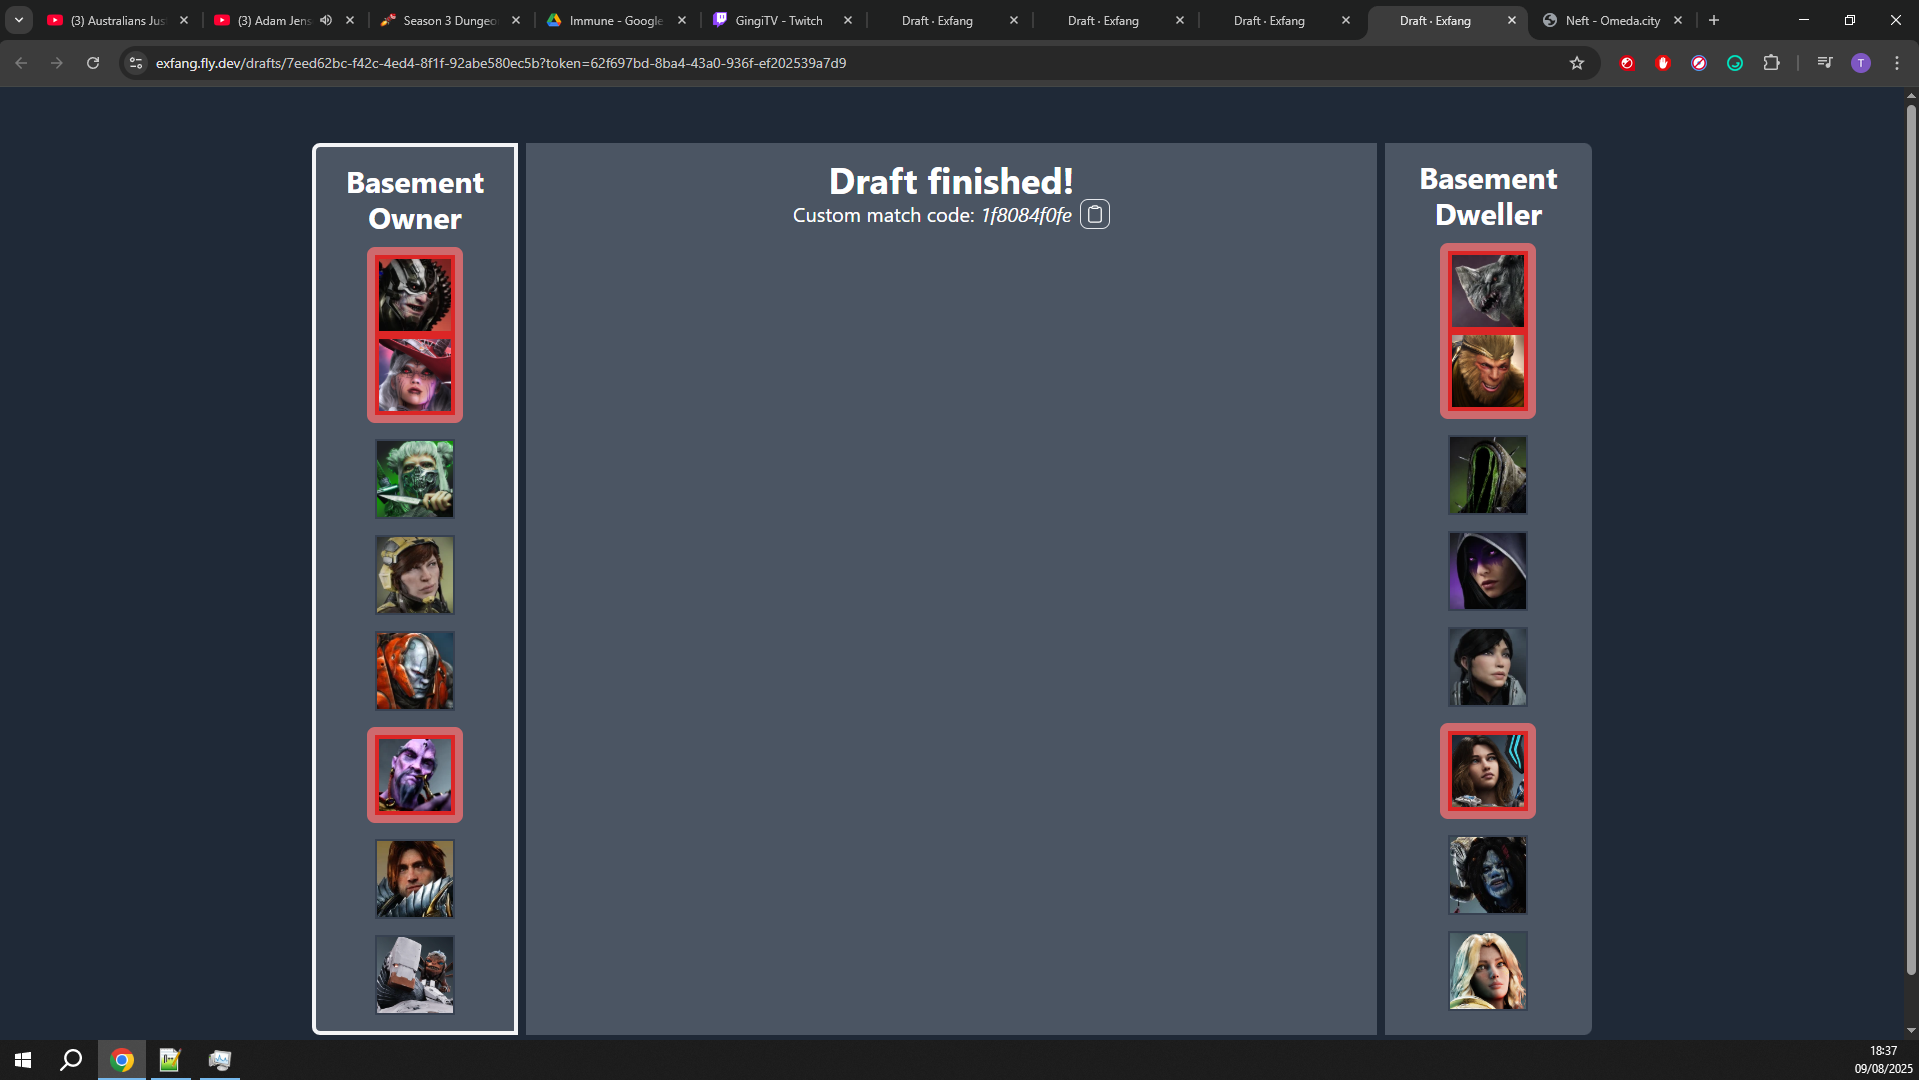 (3) Australians Jus
(3) Adam Jens
Season 3 Dungeo
Immune - Google
GingiTV - Twitch
Draft · Exfang
Draft · Exfang
Draft · Exfang
Draft · Exfang
Neft - Omeda.city
exfang.fly.dev/drafts/7eed62bc-f42c-4ed4-8f1f-92abe580ec5b?token=62f697bd-8ba4-43a0-936f-ef202539a7d9
T
Basement
Owner
Draft finished!
Custom match code: 1f8084f0fe
Basement
Dweller
18:37
09/08/2025